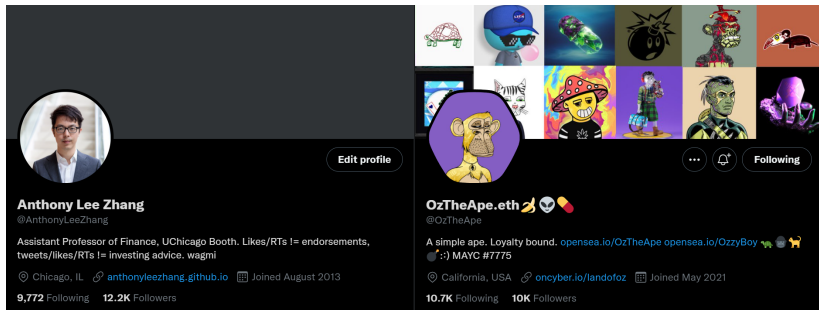 Edit profile
Anthony Lee Zhang
@AnthonyLeeZhang
Assistant Professor of Finance, UChicago Booth. Likes/RTs != endorsements,
tweets/likes/RTs != investing advice. wagmi
Chicago, IL anthonyleezhang.github.io Joined August 2013
9,772 Following 12.2K Followers
Following
OzTheApe.eth🍌👽💊
@OzTheApe
A simple ape. Loyalty bound. opensea.io/OzTheApe opensea.io/OzzyBoy 🐢🦍🐈
💣:⁠:) MAYC #7775
California, USA oncyber.io/landofoz Joined May 2021
10.7K Following 10K Followers